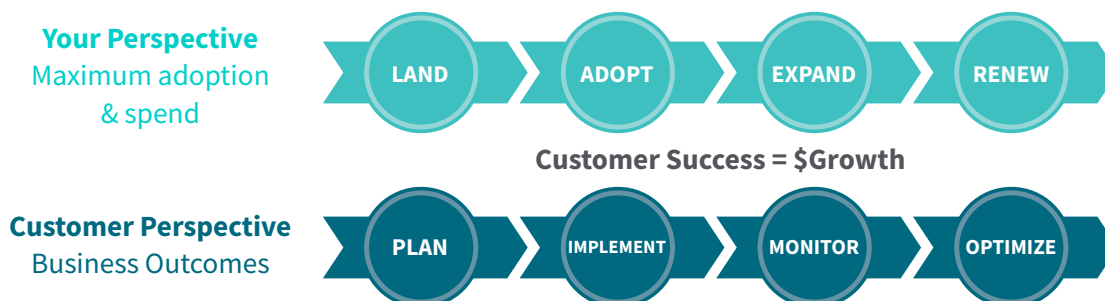 Your Perspective
Maximum adoption
& spend
LAND
ADOPT
EXPAND
RENEW
Customer Success = $Growth
Customer Perspective
Business Outcomes
PLAN
IMPLEMENT
MONITOR
OPTIMIZE